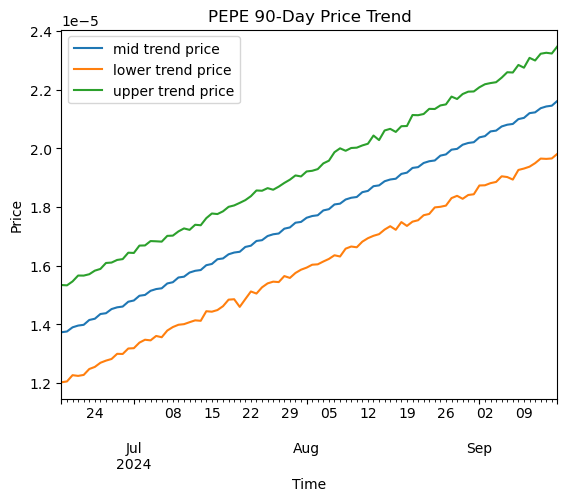 PEPE 90-Day Price Trend
1e−5
mid trend price
lower trend price
upper trend price
2.4
2.2
2.0
1.8
1.6
1.4
1.2
Price
24 08 15 22 29 05 12 19 26 02 09
Jul Aug Sep
2024
Time